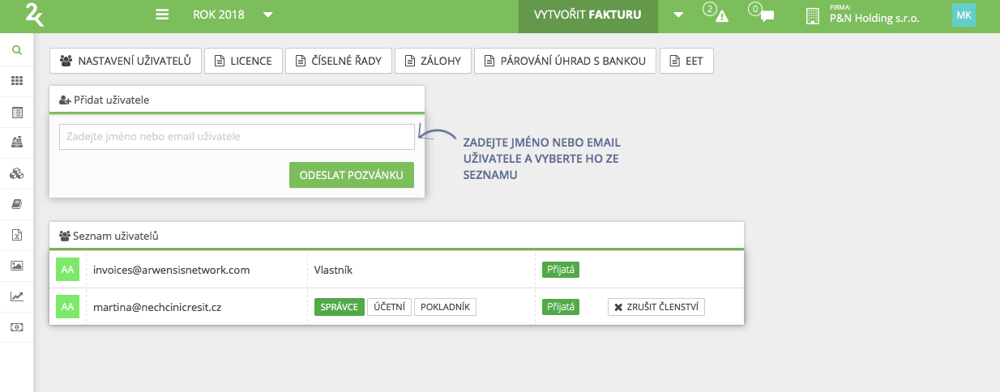 2k
ROK 2018
VYTVOŘIT FAKTURU
2
0
FIRMA:
P&N Holding s.r.o.
MK
NASTAVENÍ UŽIVATELŮ
LICENCE
ČÍSELNÉ ŘADY
ZÁLOHY
PÁROVÁNÍ ÚHRAD S BANKOU
EET
Přidat uživatele
Zadejte jméno nebo email uživatele
ODESLAT POZVÁNKU
ZADEJTE JMÉNO NEBO EMAIL
UŽIVATELE A VYBERTE HO ZE
SEZNAMU
Seznam uživatelů
AA invoices@arwensisnetwork.com Vlastník Přijatá
AA martina@nechcinicresit.cz SPRÁVCE ÚČETNÍ POKLADNÍK Přijatá ZRUŠIT ČLENSTVÍ